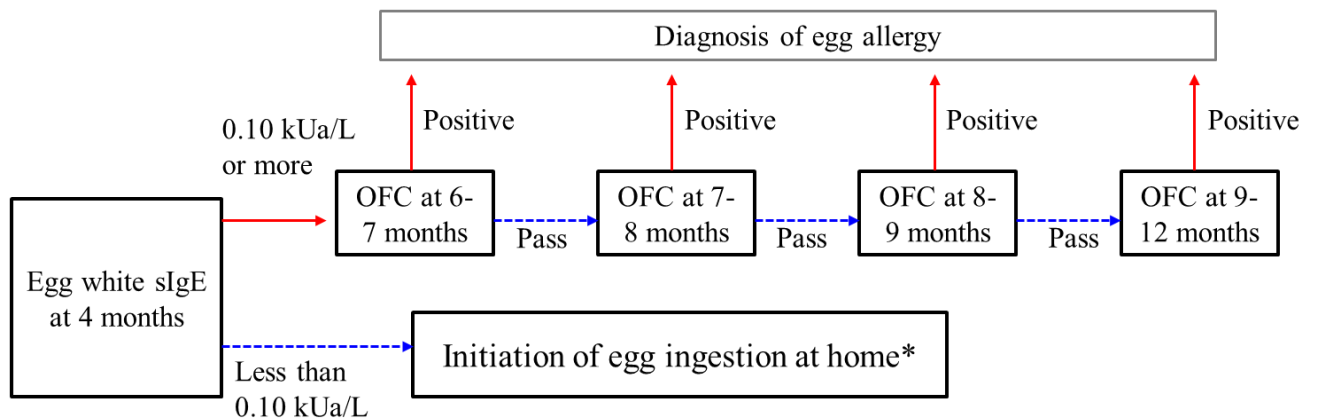 Diagnosis of egg allergy
Positive
Positive
Positive
Positive
0.10 kUa/L
or more
OFC at 6-
7 months
OFC at 7-
8 months
OFC at 8-
9 months
OFC at 9-
12 months
Pass
Pass
Pass
Egg white sIgE
at 4 months
Initiation of egg ingestion at home*
Less than
0.10 kUa/L